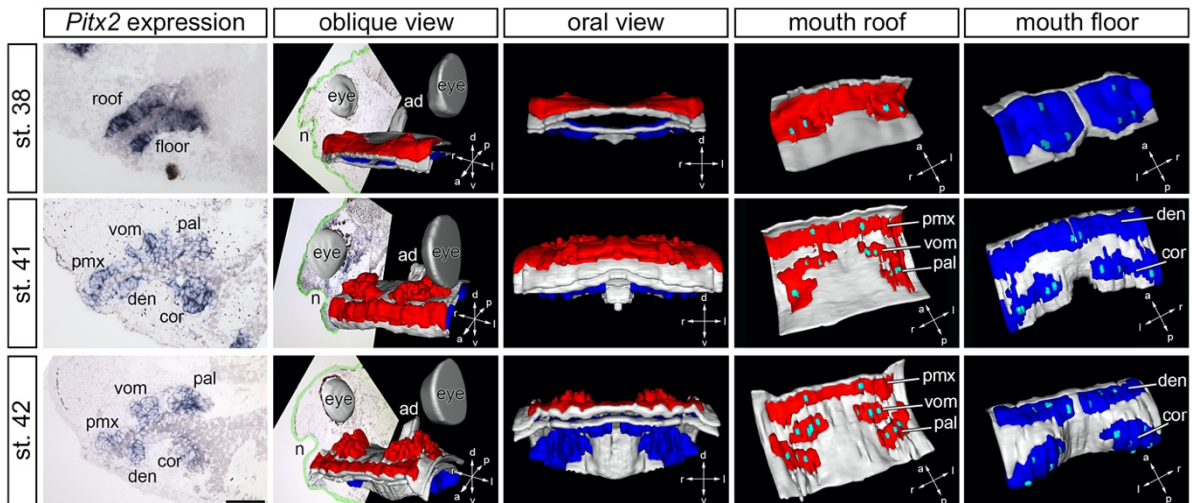 Pitx2 expression
oblique view
oral view
mouth roof
mouth floor
st. 38
roof
floor
eye
eye
ad
n
d
p
r
l
a
v
d
r
l
v
a
r
l
p
a
l
r
p
st. 41
vom
pal
pmx
den
cor
eye
eye
ad
n
d
p
r
l
a
v
d
r
l
v
pmx
vom
pal
a
r
l
p
den
cor
a
l
r
p
st. 42
vom
pal
pmx
cor
den
eye
eye
ad
n
d
p
r
l
a
v
d
r
l
v
pmx
vom
pal
a
r
l
p
den
cor
a
l
r
p